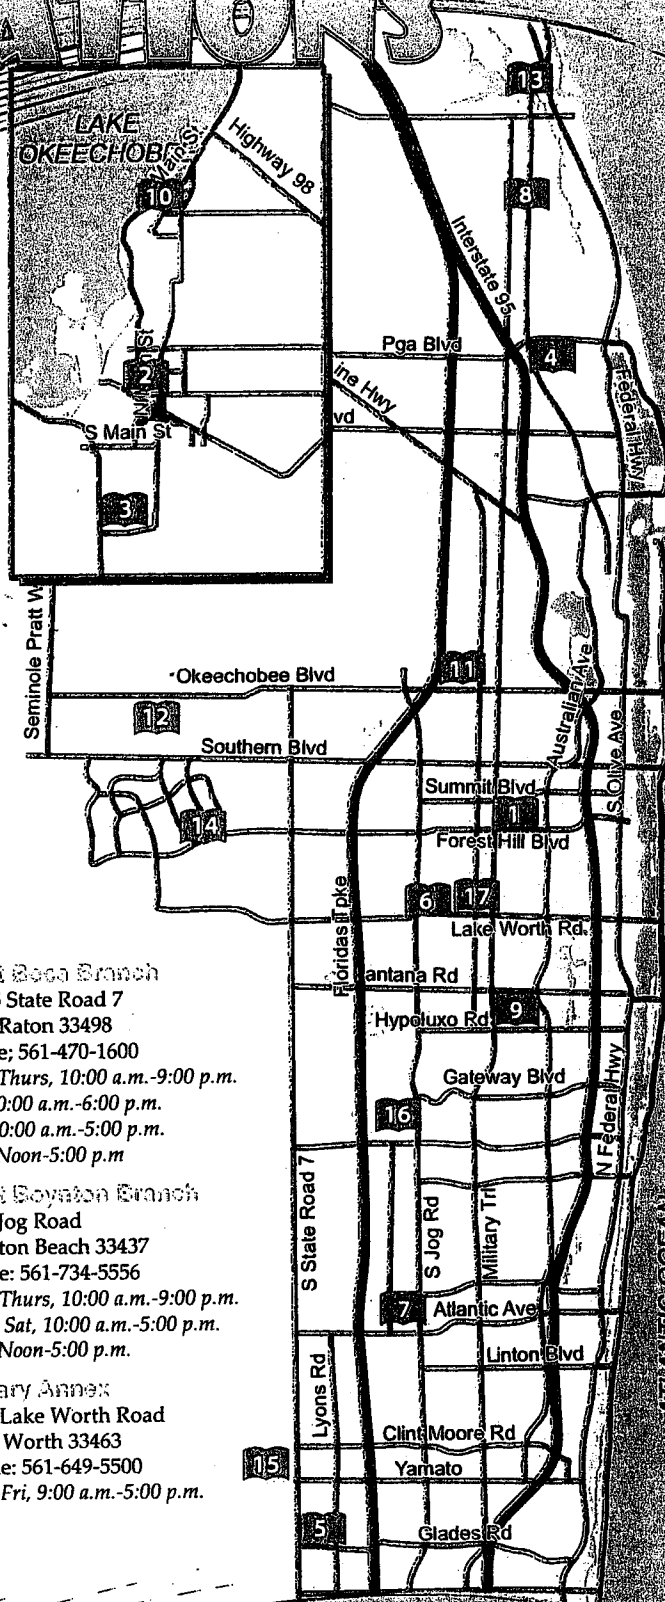 LAKE
OKEECHOBEE
Main St
Highway 98
10
13
8
Interstate 95
Pga Blvd
4
2
ine Hwy
vd
Federal Hwy
S Main St
3
Seminole Pratt W
Okeechobee Blvd
11
12
Australian Ave
Southern Blvd
S Olive Ave
Summit Blvd
1
14
Forest Hill Blvd
6
17
Lake Worth Rd
Floridas Tpke
antana Rd
9
Hypoluxo Rd
Gateway Blvd
16
N Federal Hwy
S State Road 7
S Jog Rd
Military Trl
7
Atlantic Ave
Linton Blvd
Lyons Rd
Clint Moore Rd
15
Yamato
5
Glades Rd
Boca Branch
State Road 7
Raton 33498
e; 561-470-1600
Thurs, 10:00 a.m.-9:00 p.m.
0:00 a.m.-6:00 p.m.
0:00 a.m.-5:00 p.m.
Noon-5:00 p.m
Boynton Branch
Jog Road
ton Beach 33437
e: 561-734-5556
Thurs, 10:00 a.m.-9:00 p.m.
Sat, 10:00 a.m.-5:00 p.m.
Noon-5:00 p.m.
ary Annex
Lake Worth Road
Worth 33463
e: 561-649-5500
Fri, 9:00 a.m.-5:00 p.m.